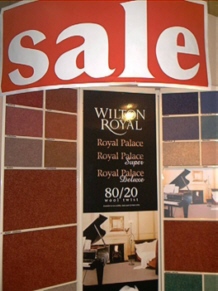 sale
WILTON
ROYAL
Royal Palace
Royal Palace
Super
Royal Palace
Deluxe
80/20
WOOL TWIST